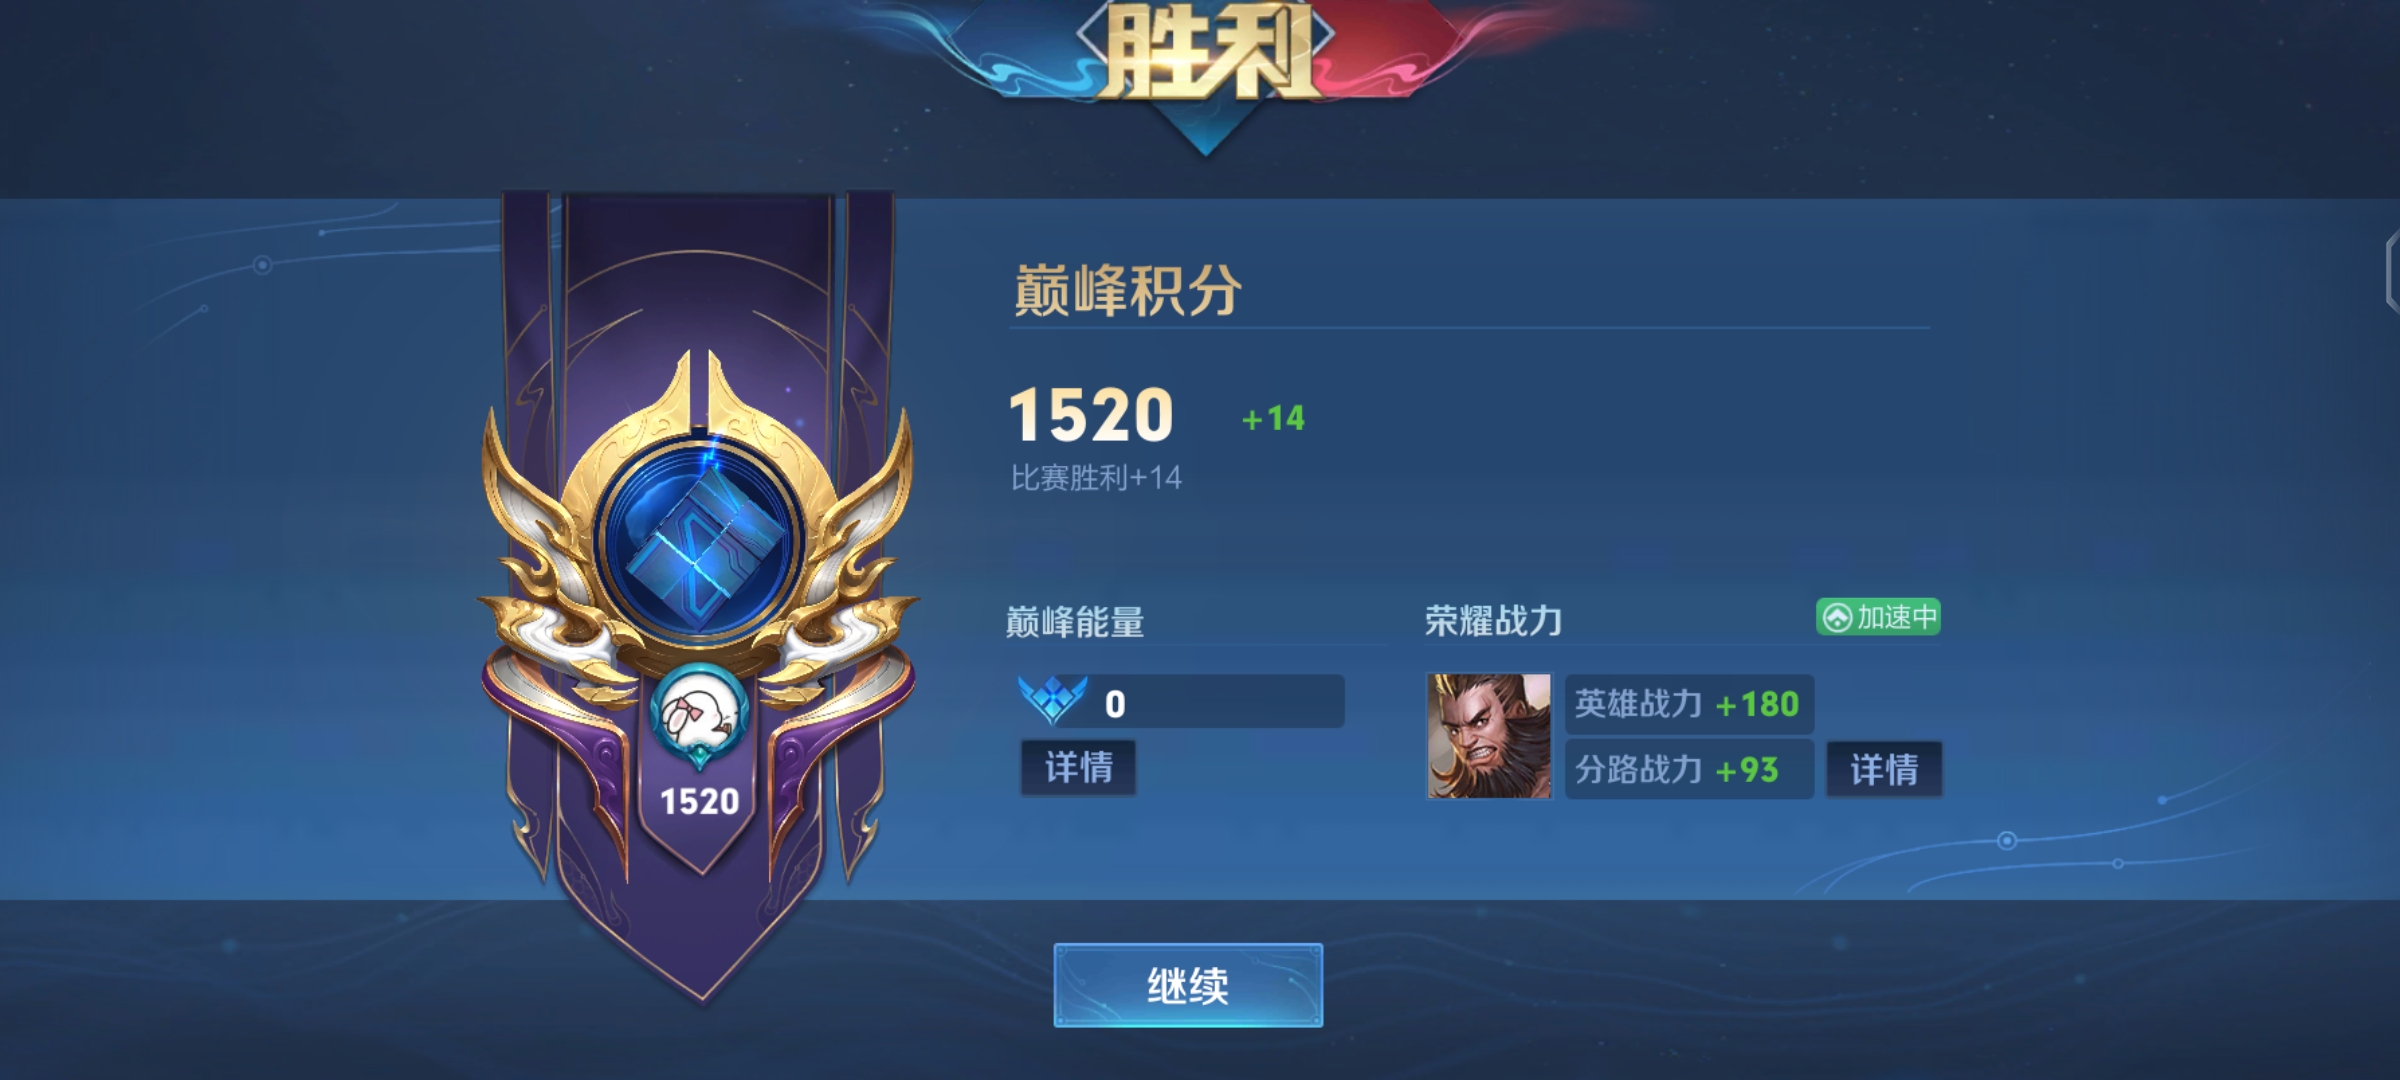 胜利
巅峰积分
1520 +14
比赛胜利+14
巅峰能量
0
详情
荣耀战力
加速中
英雄战力 +180
分路战力 +93
详情
1520
继续